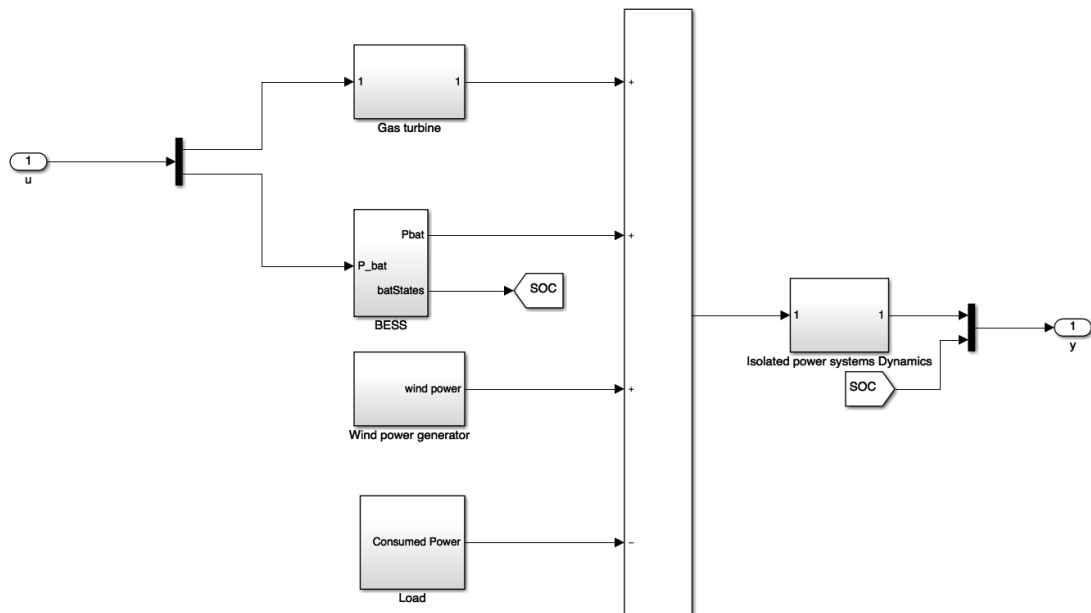 1
u
1
1
Gas turbine
+
P_bat
Pbat
batStates
BESS
+
SOC
wind power
Wind power generator
+
Consumed Power
Load
−
1
1
Isolated power systems Dynamics
SOC
1
y